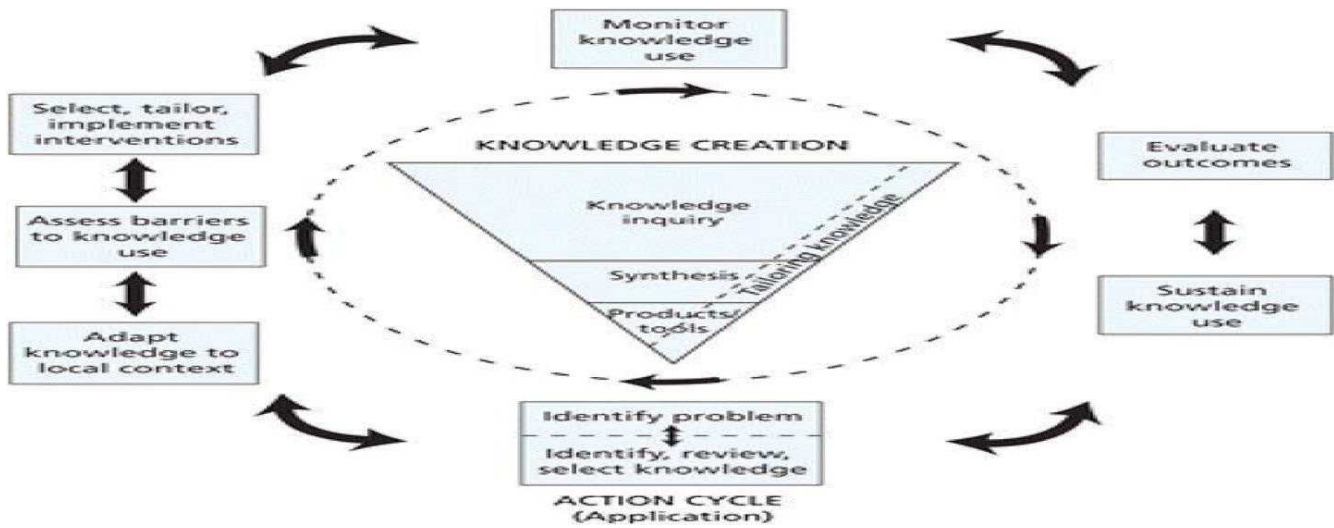 Monitor
knowledge
use
Select, tailor,
implement
interventions
KNOWLEDGE CREATION
Evaluate
outcomes
Knowledge
inquiry
Tailoring knowledge
Assess barriers
to knowledge
use
Synthesis
Sustain
knowledge
use
Products/
tools
Adapt
knowledge to
local context
Identify problem
Identify, review,
select knowledge
ACTION CYCLE
(Application)